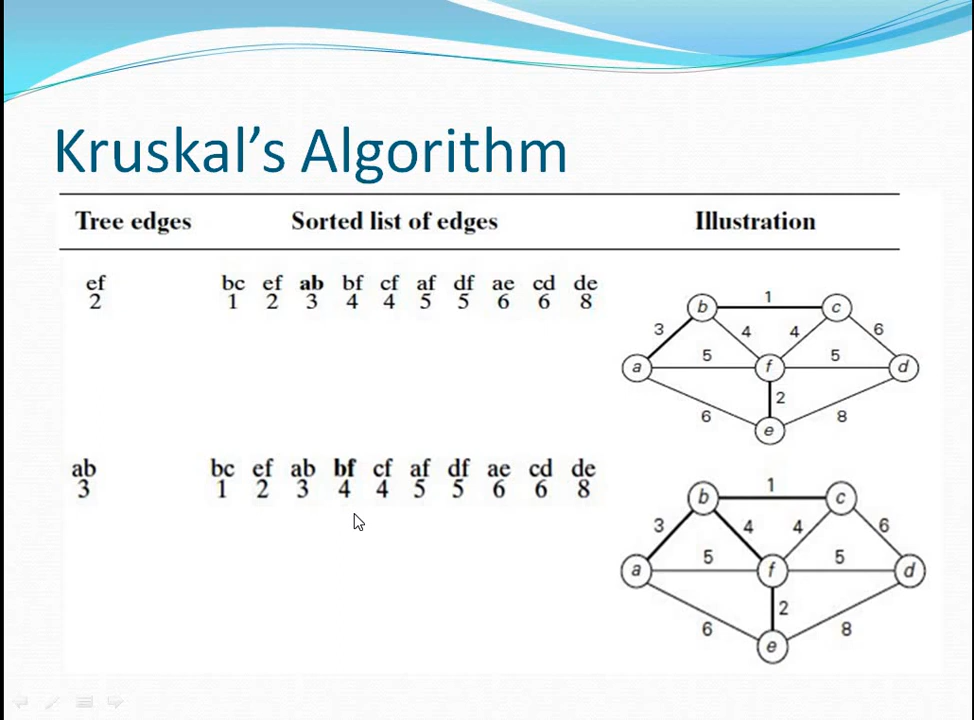 Kruskal's Algorithm
Tree edges Sorted list of edges Illustration
ef bc ef ab bf cf af df ae cd de
2 1 2 3 4 4 5 5 6 6 8
b 1 c
3 4 4 6
a 5 f 5 d
2
6 e 8
ab bc ef ab bf cf af df ae cd de
3 1 2 3 4 4 5 5 6 6 8
b 1 c
3 4 4 6
a 5 f 5 d
2
6 e 8